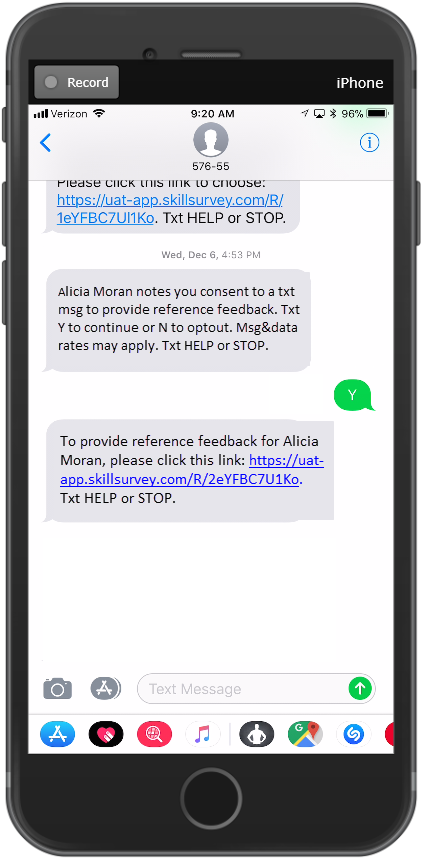 Record
iPhone
Verizon
9:20 AM
96%
576-55
Please click this link to choose:
https://uat-app.skillsurvey.com/R/
1eYFBC7Ul1Ko. Txt HELP or STOP.
Wed, Dec 6, 4:53 PM
Alicia Moran notes you consent to a txt
msg to provide reference feedback. Txt
Y to continue or N to optout. Msg&data
rates may apply. Txt HELP or STOP.
Y
To provide reference feedback for Alicia
Moran, please click this link: https://uat-
app.skillsurvey.com/R/2eYFBC7U1Ko.
Txt HELP or STOP.
Text Message